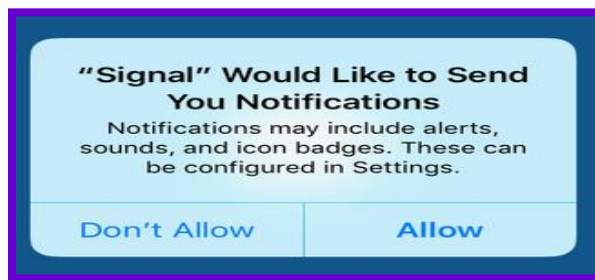 “Signal” Would Like to Send
You Notifications
Notifications may include alerts,
sounds, and icon badges. These can
be configured in Settings.
Don’t Allow
Allow